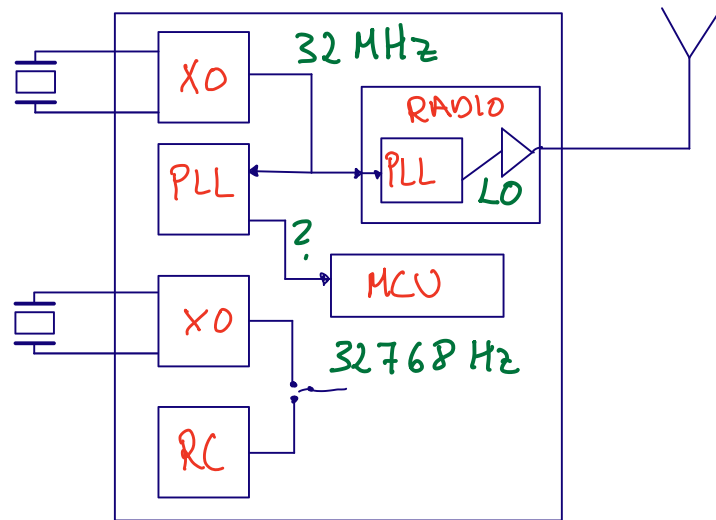 XO
32 MHz
RADIO
PLL
PLL
LO
?
MCU
XO
32768 Hz
RC